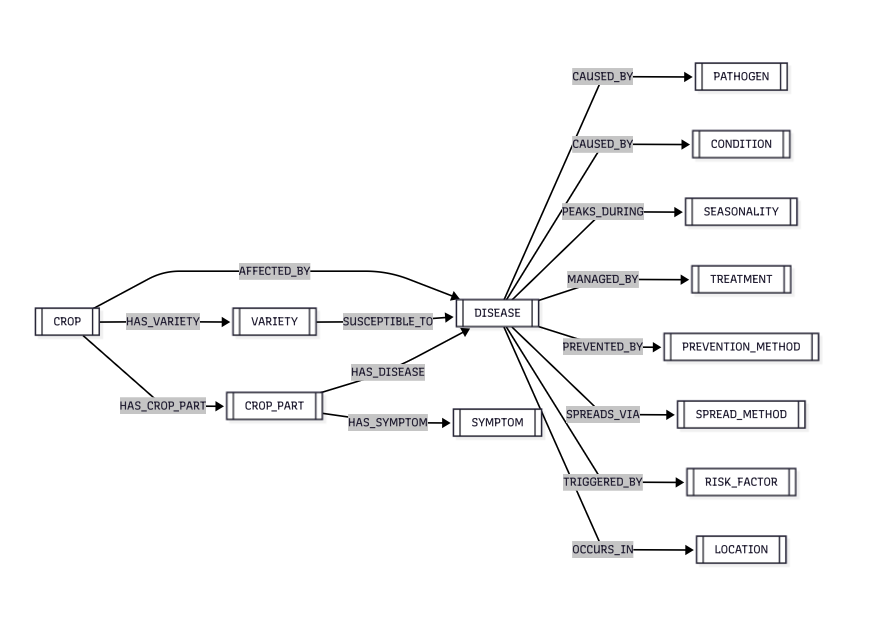 CAUSED_BY
PATHOGEN
CAUSED_BY
CONDITION
PEAKS_DURING
SEASONALITY
AFFECTED_BY
MANAGED_BY
TREATMENT
CROP
HAS_VARIETY
VARIETY
SUSCEPTIBLE_TO
DISEASE
PREVENTED_BY
PREVENTION_METHOD
HAS_DISEASE
HAS_CROP_PART
CROP_PART
HAS_SYMPTOM
SYMPTOM
SPREADS_VIA
SPREAD_METHOD
TRIGGERED_BY
RISK_FACTOR
OCCURS_IN
LOCATION